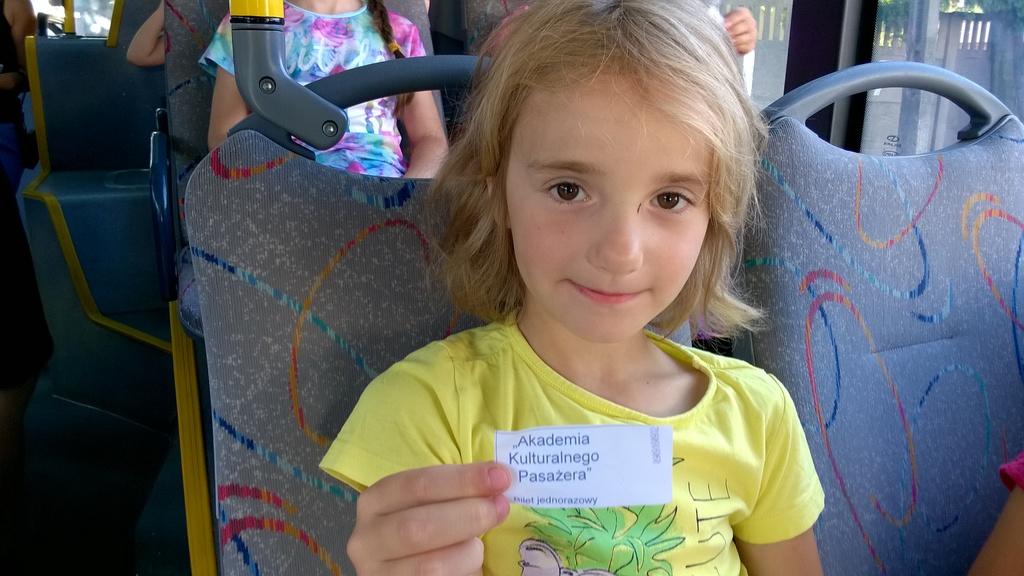 „Akademia
Kulturalnego
Pasażera"
Bilet jednorazowy